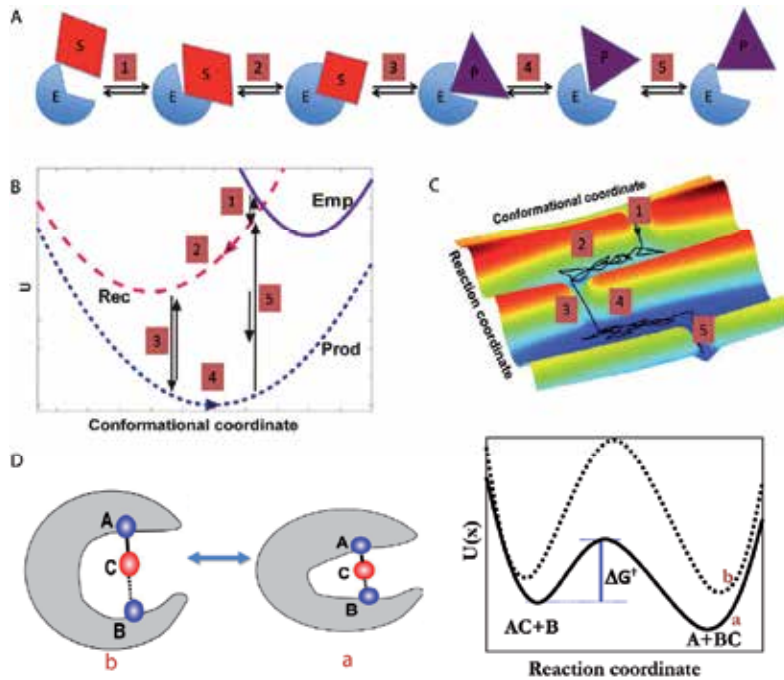 A
S
1
S
2
S
3
P
4
P
5
P
E
E
E
E
E
E
B
U
Emp
1
2
Rec
5
3
4
Prod
Conformational coordinate
C
Conformational coordinate
Reaction coordinate
1
2
3
4
5
D
A
C
B
b
A
C
B
a
U(x)
ΔG†
b
a
AC+B
A+BC
Reaction coordinate